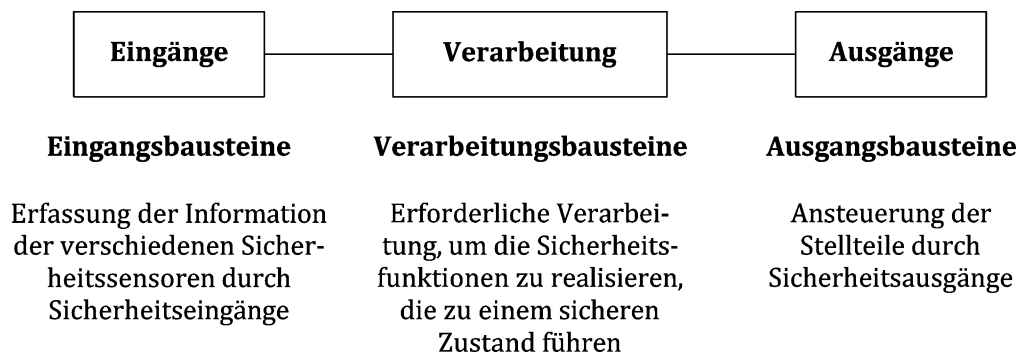 Eingänge
Verarbeitung
Ausgänge
Eingangsbausteine
Erfassung der Information
der verschiedenen Sicher-
heitssensoren durch
Sicherheitseingänge
Verarbeitungsbausteine
Erforderliche Verarbei-
tung, um die Sicherheits-
funktionen zu realisieren,
die zu einem sicheren
Zustand führen
Ausgangsbausteine
Ansteuerung der
Stellteile durch
Sicherheitsausgänge